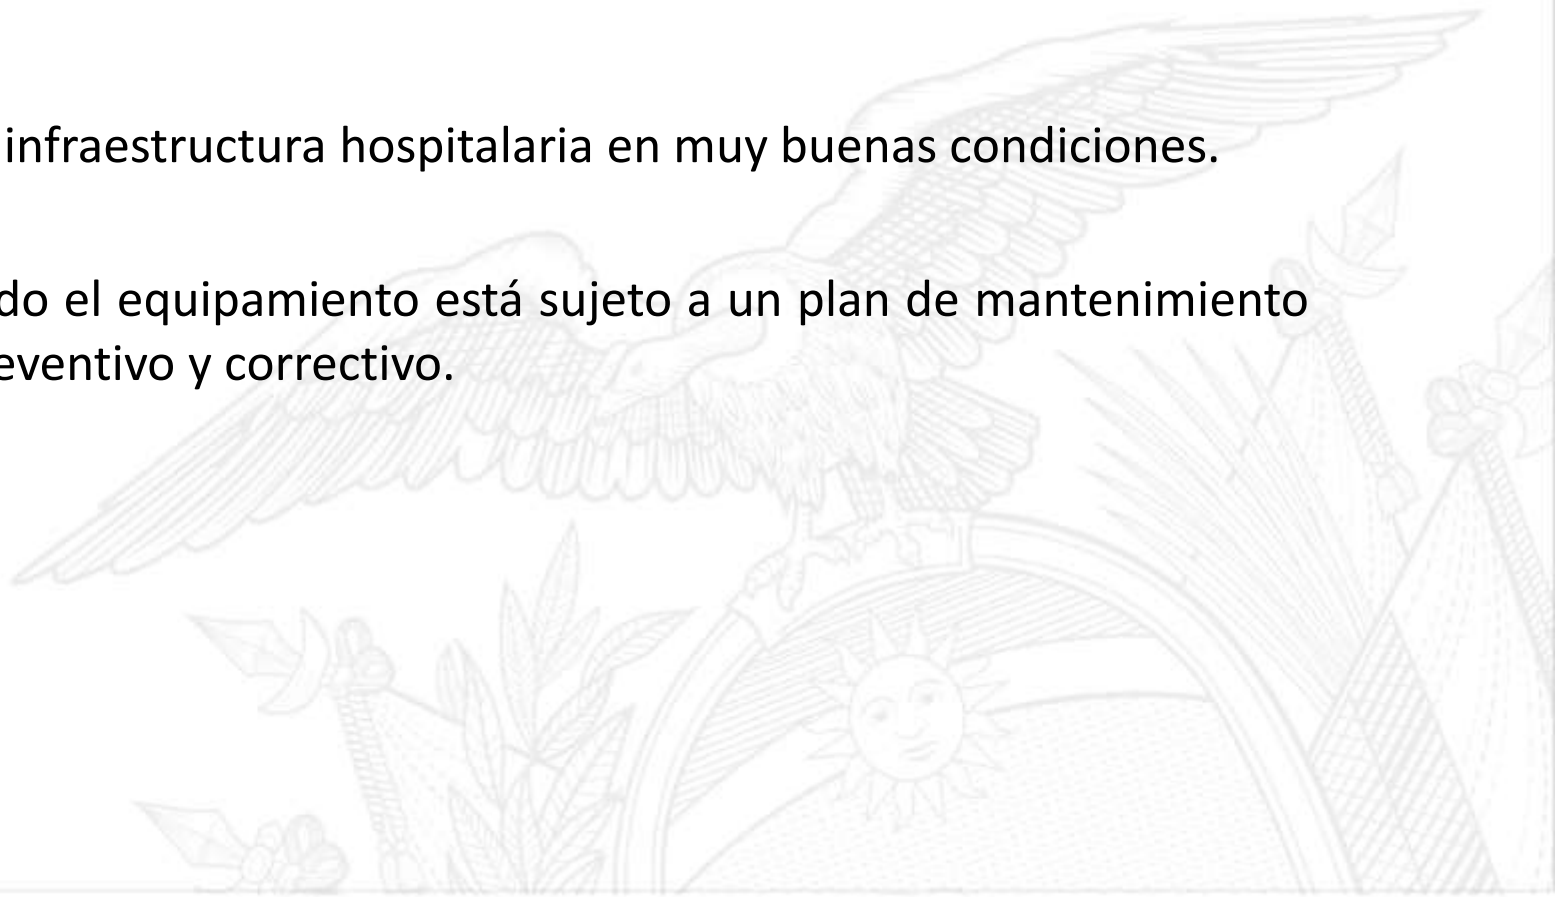 infraestructura hospitalaria en muy buenas condiciones.
do el equipamiento está sujeto a un plan de mantenimiento
eventivo y correctivo.